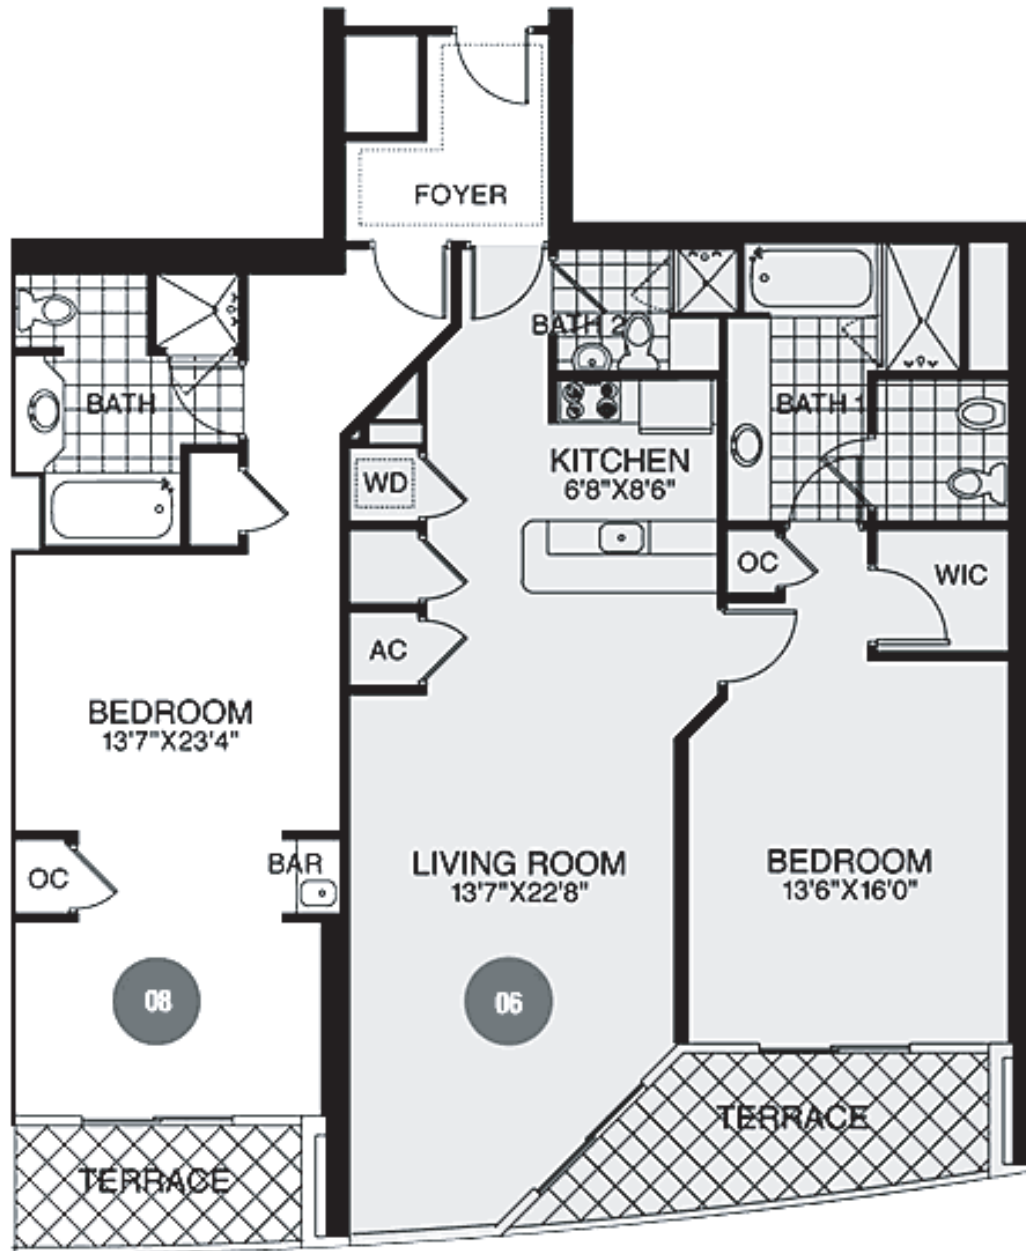 FOYER
BATH 2
BATH
BATH 1
KITCHEN
6'8"X8'6"
WD
OC
WIC
AC
BEDROOM
13'7"X23'4"
OC
BAR
LIVING ROOM
13'7"X22'8"
BEDROOM
13'6"X16'0"
08
06
TERRACE
TERRACE